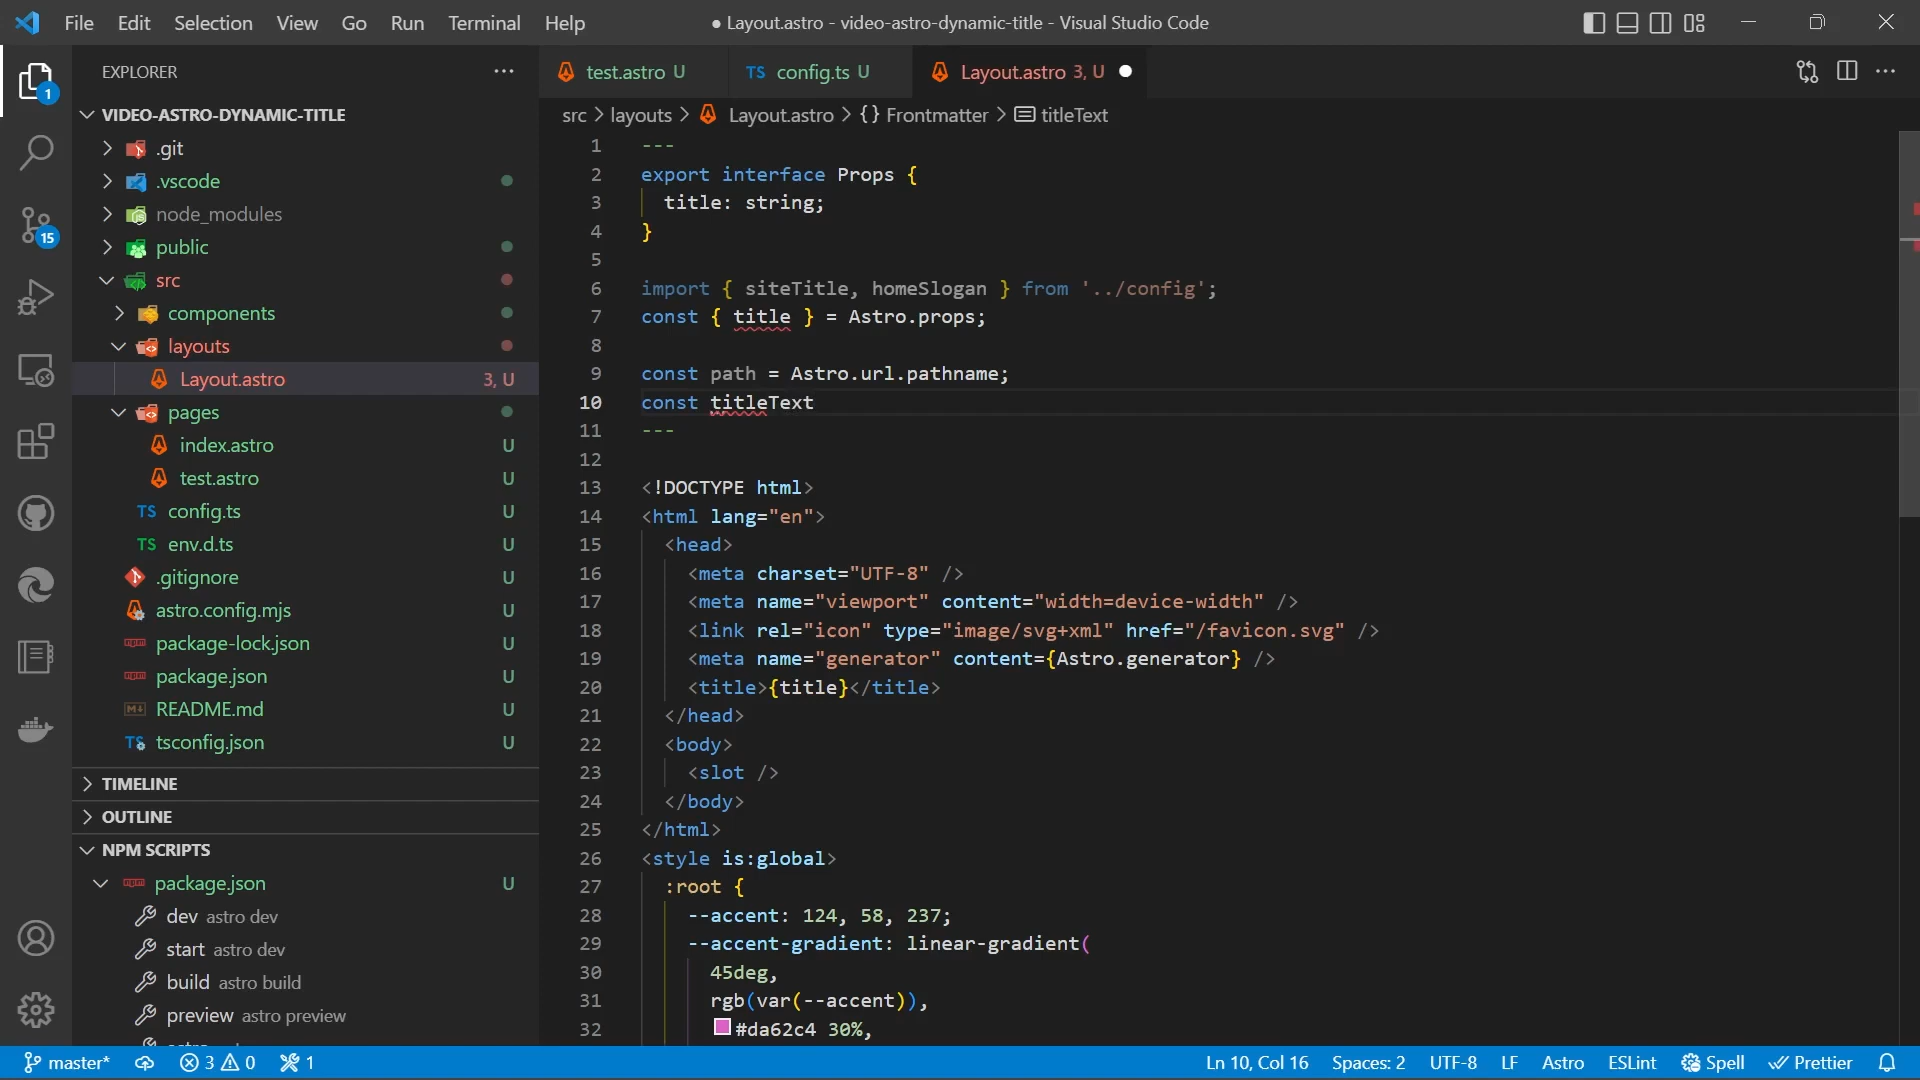 File Edit Selection View Go Run Terminal Help
● Layout.astro - video-astro-dynamic-title - Visual Studio Code
EXPLORER
VIDEO-ASTRO-DYNAMIC-TITLE
.git
.vscode
node_modules
public
src
components
layouts
Layout.astro 3, U
pages
index.astro U
test.astro U
TS config.ts U
TS env.d.ts U
.gitignore U
astro.config.mjs U
package-lock.json U
package.json U
README.md U
TS tsconfig.json U
TIMELINE
OUTLINE
NPM SCRIPTS
package.json U
dev astro dev
start astro dev
build astro build
preview astro preview
1
15
test.astro U
TS config.ts U
Layout.astro 3, U
src > layouts > Layout.astro > {} Frontmatter > titleText
1 ---
2 export interface Props {
3 title: string;
4 }
5
6 import { siteTitle, homeSlogan } from '../config';
7 const { title } = Astro.props;
8
9 const path = Astro.url.pathname;
10 const titleText
11 ---
12
13 <!DOCTYPE html>
14 <html lang="en">
15 <head>
16 <meta charset="UTF-8" />
17 <meta name="viewport" content="width=device-width" />
18 <link rel="icon" type="image/svg+xml" href="/favicon.svg" />
19 <meta name="generator" content={Astro.generator} />
20 <title>{title}</title>
21 </head>
22 <body>
23 <slot />
24 </body>
25 </html>
26 <style is:global>
27 :root {
28 --accent: 124, 58, 237;
29 --accent-gradient: linear-gradient(
30 45deg,
31 rgb(var(--accent)),
32 #da62c4 30%,
master* 3 0 1
Ln 10, Col 16 Spaces: 2 UTF-8 LF Astro ESLint Spell Prettier